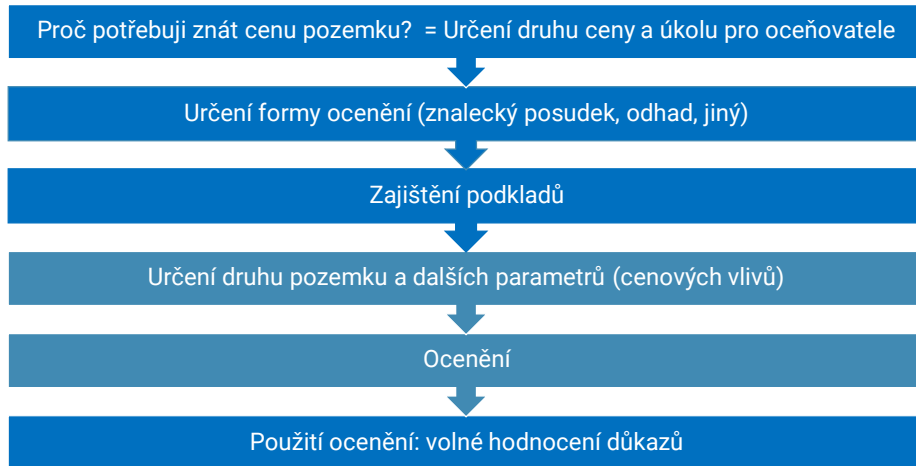 Proč potřebuji znát cenu pozemku? = Určení druhu ceny a úkolu pro oceňovatele
Určení formy ocenění (znalecký posudek, odhad, jiný)
Zajištění podkladů
Určení druhu pozemku a dalších parametrů (cenových vlivů)
Ocenění
Použití ocenění: volné hodnocení důkazů